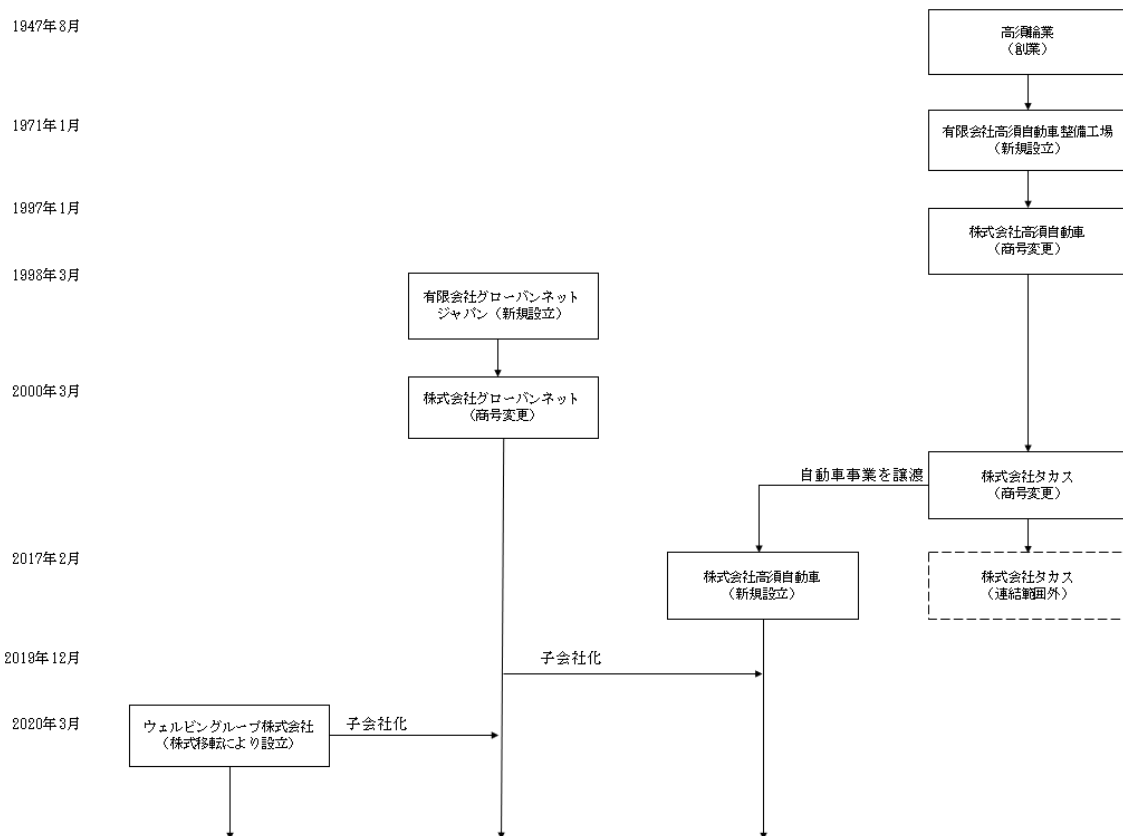 1947年8月
高須輪業
（創業）
1971年1月
有限会社高須自動車整備工場
（新規設立）
1997年1月
株式会社高須自動車
（商号変更）
1998年3月
有限会社グローバンネット
ジャパン（新規設立）
2000年3月
株式会社グローバンネット
（商号変更）
自動車事業を譲渡
株式会社タカス
（商号変更）
2017年2月
株式会社高須自動車
（新規設立）
株式会社タカス
（連結範囲外）
2019年12月
子会社化
2020年3月
ウェルビングループ株式会社
（株式移転により設立）
子会社化